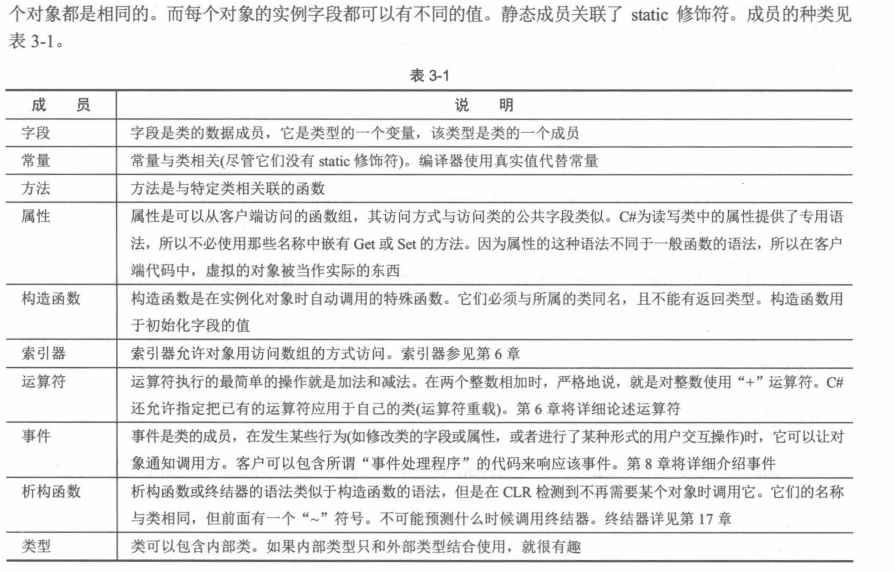 个对象都是相同的。而每个对象的实例字段都可以有不同的值。静态成员关联了 static 修饰符。成员的种类见
表 3-1。
表 3-1
成 员 说 明
字段 字段是类的数据成员，它是类型的一个变量，该类型是类的一个成员
常量 常量与类相关(尽管它们没有 static 修饰符)。编译器使用真实值代替常量
方法 方法是与特定类相关联的函数
属性 属性是可以从客户端访问的函数组，其访问方式与访问类的公共字段类似。C#为读写类中的属性提供了专用语
法，所以不必使用那些名称中嵌有 Get 或 Set 的方法。因为属性的这种语法不同于一般函数的语法，所以在客户
端代码中，虚拟的对象被当作实际的东西
构造函数 构造函数是在实例化对象时自动调用的特殊函数。它们必须与所属的类同名，且不能有返回类型。构造函数用
于初始化字段的值
索引器 索引器允许对象用访问数组的方式访问。索引器参见第 6 章
运算符 运算符执行的最简单的操作就是加法和减法。在两个整数相加时，严格地说，就是对整数使用“+”运算符。C#
还允许指定把已有的运算符应用于自己的类(运算符重载)。第 6 章将详细论述运算符
事件 事件是类的成员，在发生某些行为(如修改类的字段或属性，或者进行了某种形式的用户交互操作)时，它可以让对
象通知调用方。客户可以包含所谓“事件处理程序”的代码来响应该事件。第 8 章将详细介绍事件
析构函数 析构函数或终结器的语法类似于构造函数的语法，但是在 CLR 检测到不再需要某个对象时调用它。它们的名称
与类相同，但前面有一个“~”符号。不可能预测什么时候调用终结器。终结器详见第 17 章
类型 类可以包含内部类。如果内部类型只和外部类型结合使用，就很有趣